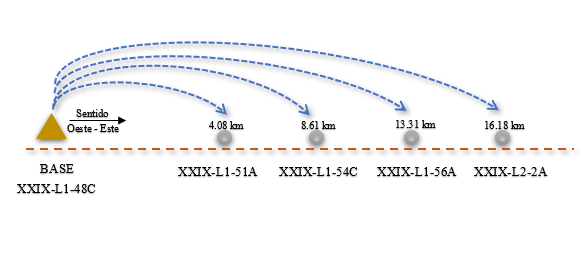 Sentido
Oeste - Este
4.08 km
8.61 km
13.31 km
16.18 km
BASE
XXIX-L1-48C
XXIX-L1-51A
XXIX-L1-54C
XXIX-L1-56A
XXIX-L2-2A